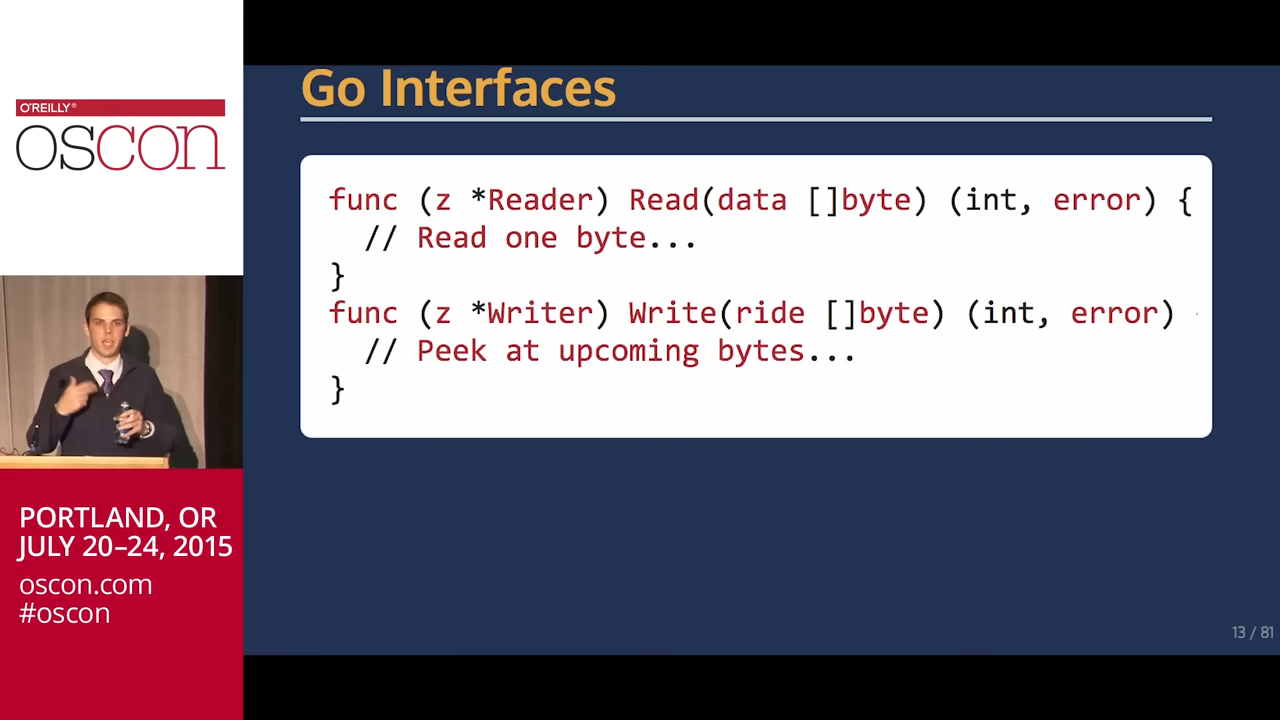 O'REILLY®
oscon
PORTLAND, OR
JULY 20–24, 2015
oscon.com
#oscon
Go Interfaces
func (z *Reader) Read(data []byte) (int, error) {
// Read one byte...
}
func (z *Writer) Write(ride []byte) (int, error)
// Peek at upcoming bytes...
}
13 / 81